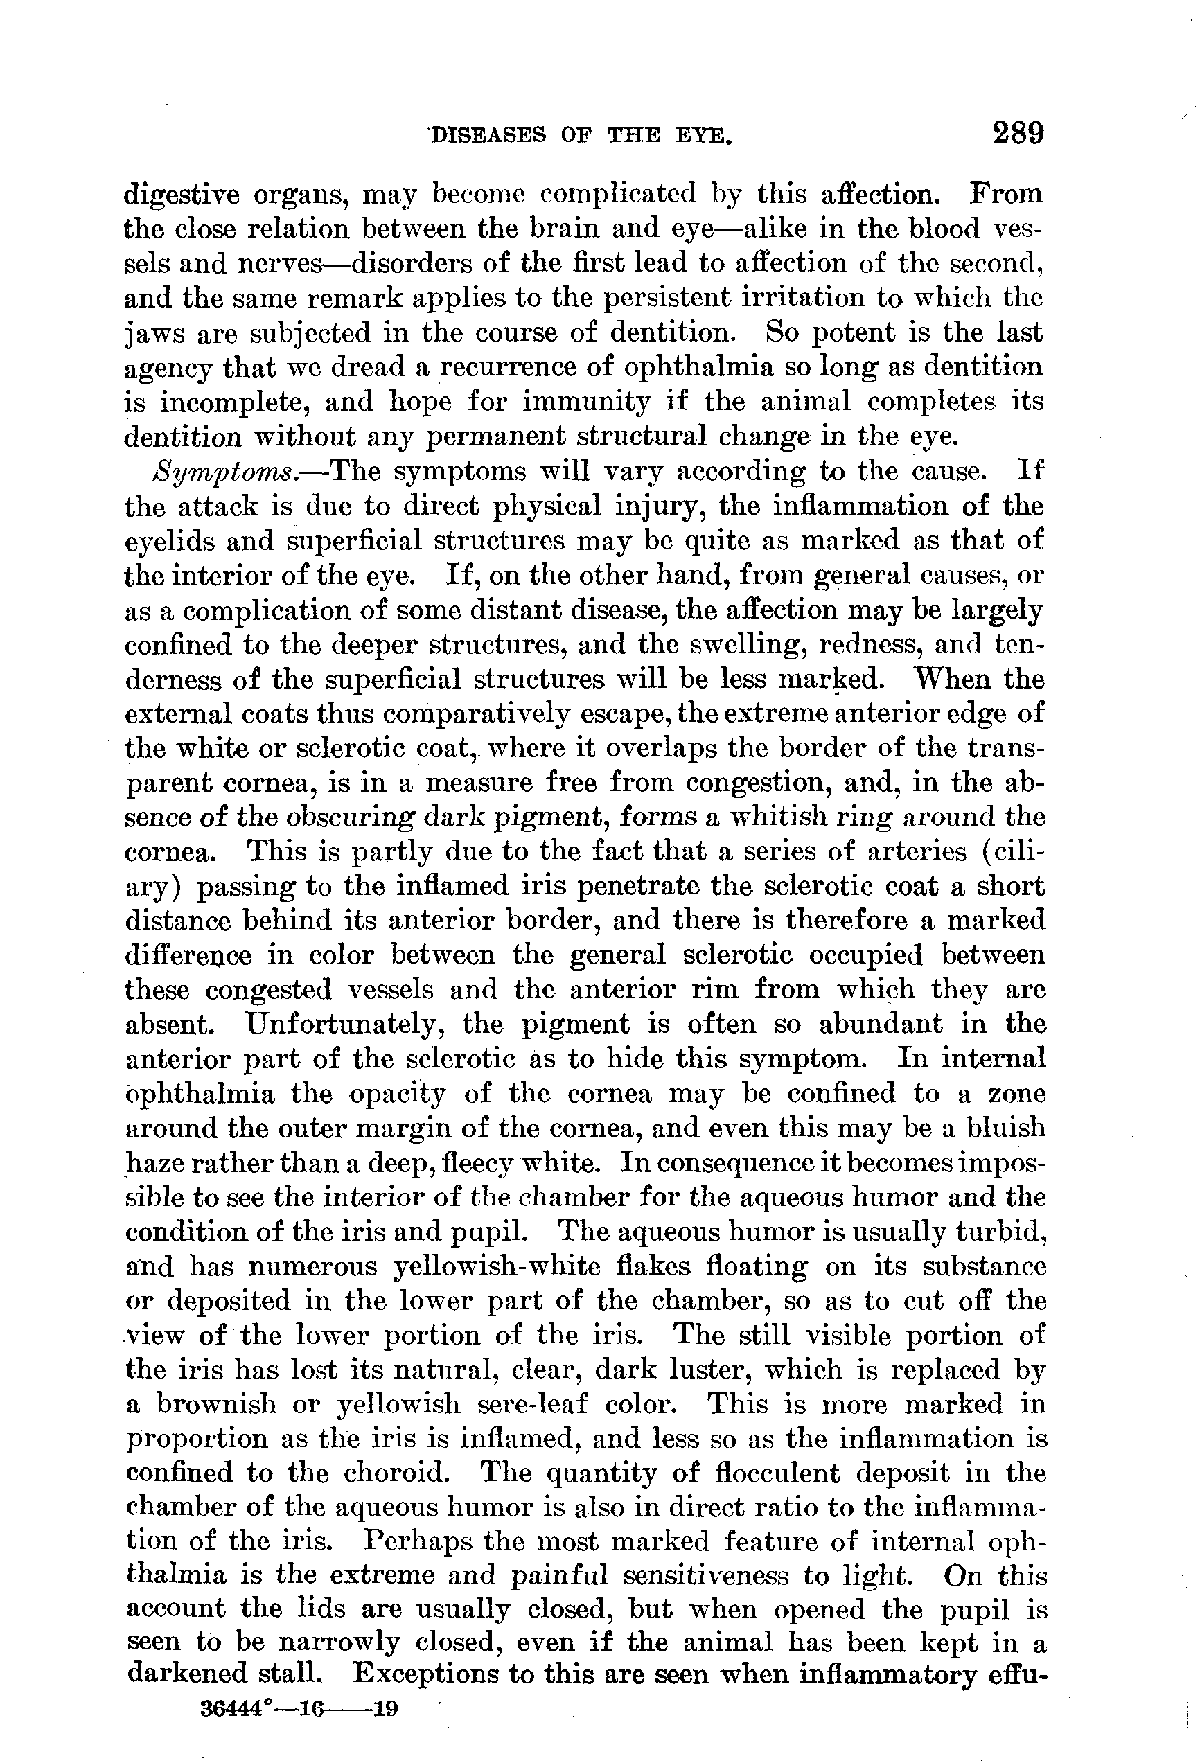 DISEASES OF THE EYE. 289
digestive organs, may become complicated by this affection. From
the close relation between the brain and eye—alike in the blood ves-
sels and nerves—disorders of the first lead to affection of the second,
and the same remark applies to the persistent irritation to which the
jaws are subjected in the course of dentition. So potent is the last
agency that we dread a recurrence of ophthalmia so long as dentition
is incomplete, and hope for immunity if the animal completes its
dentition without any permanent structural change in the eye.
Symptoms.—The symptoms will vary according to the cause. If
the attack is due to direct physical injury, the inflammation of the
eyelids and superficial structures may be quite as marked as that of
the interior of the eye. If, on the other hand, from general causes, or
as a complication of some distant disease, the affection may be largely
confined to the deeper structures, and the swelling, redness, and ten-
derness of the superficial structures will be less marked. When the
external coats thus comparatively escape, the extreme anterior edge of
the white or sclerotic coat, where it overlaps the border of the trans-
parent cornea, is in a measure free from congestion, and, in the ab-
sence of the obscuring dark pigment, forms a whitish ring around the
cornea. This is partly due to the fact that a series of arteries (cili-
ary) passing to the inflamed iris penetrate the sclerotic coat a short
distance behind its anterior border, and there is therefore a marked
difference in color between the general sclerotic occupied between
these congested vessels and the anterior rim from which they are
absent. Unfortunately, the pigment is often so abundant in the
anterior part of the sclerotic as to hide this symptom. In internal
ophthalmia the opacity of the cornea may be confined to a zone
around the outer margin of the cornea, and even this may be a bluish
haze rather than a deep, fleecy white. In consequence it becomes impos-
sible to see the interior of the chamber for the aqueous humor and the
condition of the iris and pupil. The aqueous humor is usually turbid,
and has numerous yellowish-white flakes floating on its substance
or deposited in the lower part of the chamber, so as to cut off the
view of the lower portion of the iris. The still visible portion of
the iris has lost its natural, clear, dark luster, which is replaced by
a brownish or yellowish sere-leaf color. This is more marked in
proportion as the iris is inflamed, and less so as the inflammation is
confined to the choroid. The quantity of flocculent deposit in the
chamber of the aqueous humor is also in direct ratio to the inflamma-
tion of the iris. Perhaps the most marked feature of internal oph-
thalmia is the extreme and painful sensitiveness to light. On this
account the lids are usually closed, but when opened the pupil is
seen to be narrowly closed, even if the animal has been kept in a
darkened stall. Exceptions to this are seen when inflammatory effu-
36444°—16——19